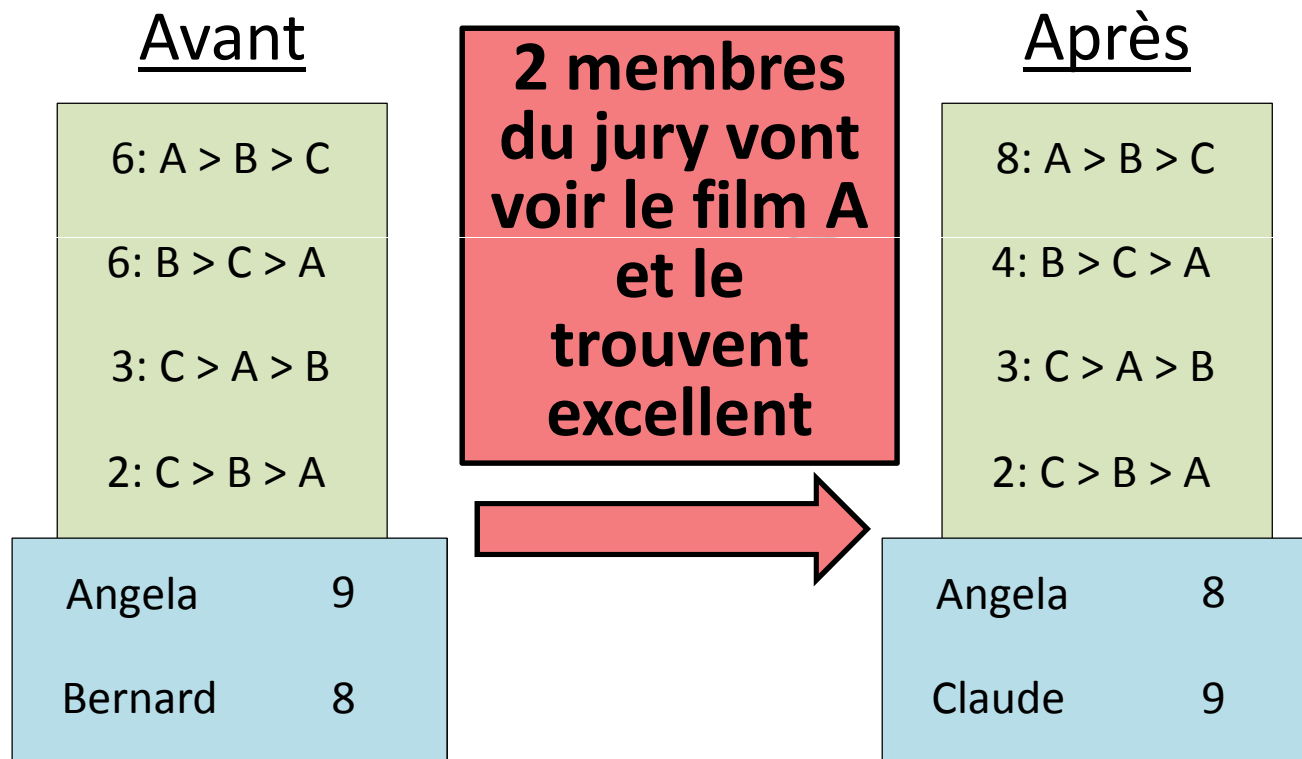 Avant
6: A > B > C
6: B > C > A
3: C > A > B
2: C > B > A
Angela 9
Bernard 8
2 membres
du jury vont
voir le film A
et le
trouvent
excellent
Après
8: A > B > C
4: B > C > A
3: C > A > B
2: C > B > A
Angela 8
Claude 9